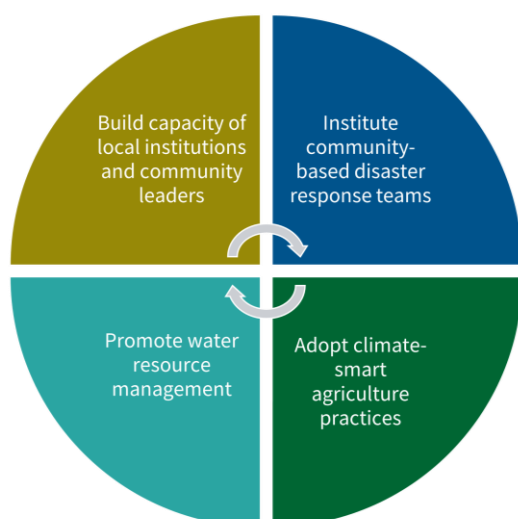 Build capacity of
local institutions
and community
leaders
Institute
community-
based disaster
response teams
Promote water
resource
management
Adopt climate-
smart
agriculture
practices